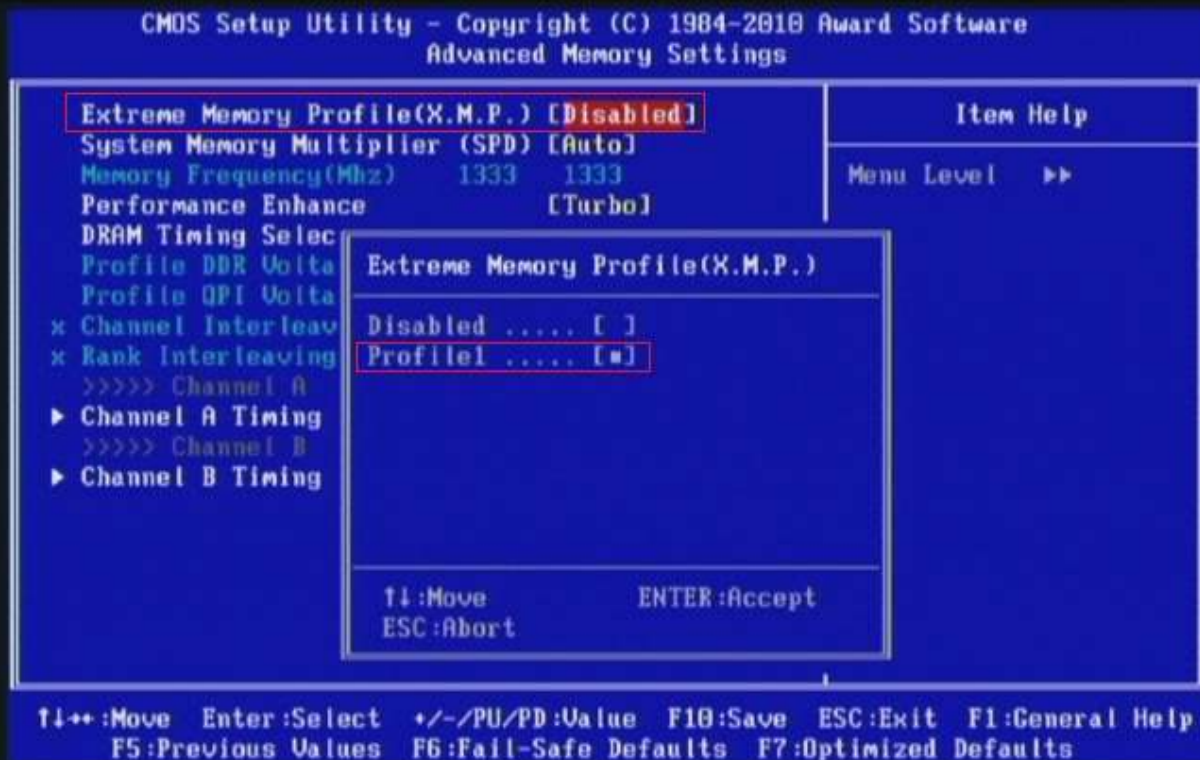 CMOS Setup Utility - Copyright (C) 1984-2010 Award Software
Advanced Memory Settings
Extreme Memory Profile(X.M.P.) [Disabled]
System Memory Multiplier (SPD) [Auto]
Memory Frequency(Mhz) 1333 1333
Performance Enhance [Turbo]
DRAM Timing Selec
Profile DDR Volta
Profile QPI Volta
x Channel Interleav
x Rank Interleaving
>>>>> Channel A
▶ Channel A Timing
>>>>> Channel B
▶ Channel B Timing
Item Help
Menu Level ▶▶
Extreme Memory Profile(X.M.P.)
Disabled ..... [ ]
Profile1 ..... [■]
↑↓:Move ENTER:Accept
ESC:Abort
↑↓→←:Move Enter:Select +/-/PU/PD:Value F10:Save ESC:Exit F1:General Help
F5:Previous Values F6:Fail-Safe Defaults F7:Optimized Defaults